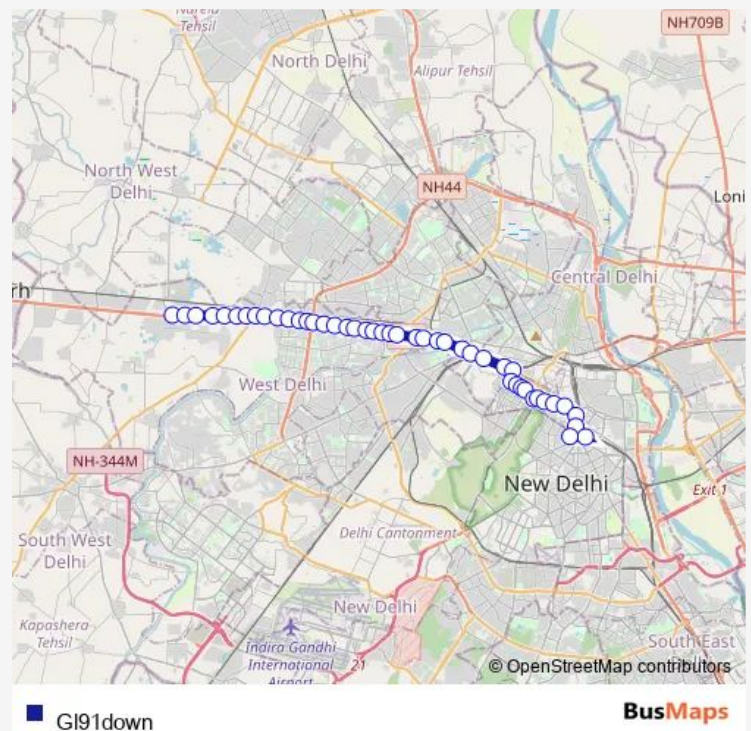 Narela
Tehsil
NH709B
North Delhi
Alipur Tehsil
North West
Delhi
NH44
Loni
Central Delhi
rh
West Delhi
NH-344M
New Delhi
Exit 1
South West
Delhi
Delhi Cantonment
New Delhi
Kapashera
Tehsil
Indira Gandhi
International
Airport
21
South East
© OpenStreetMap contributors
GI91down
BusMaps